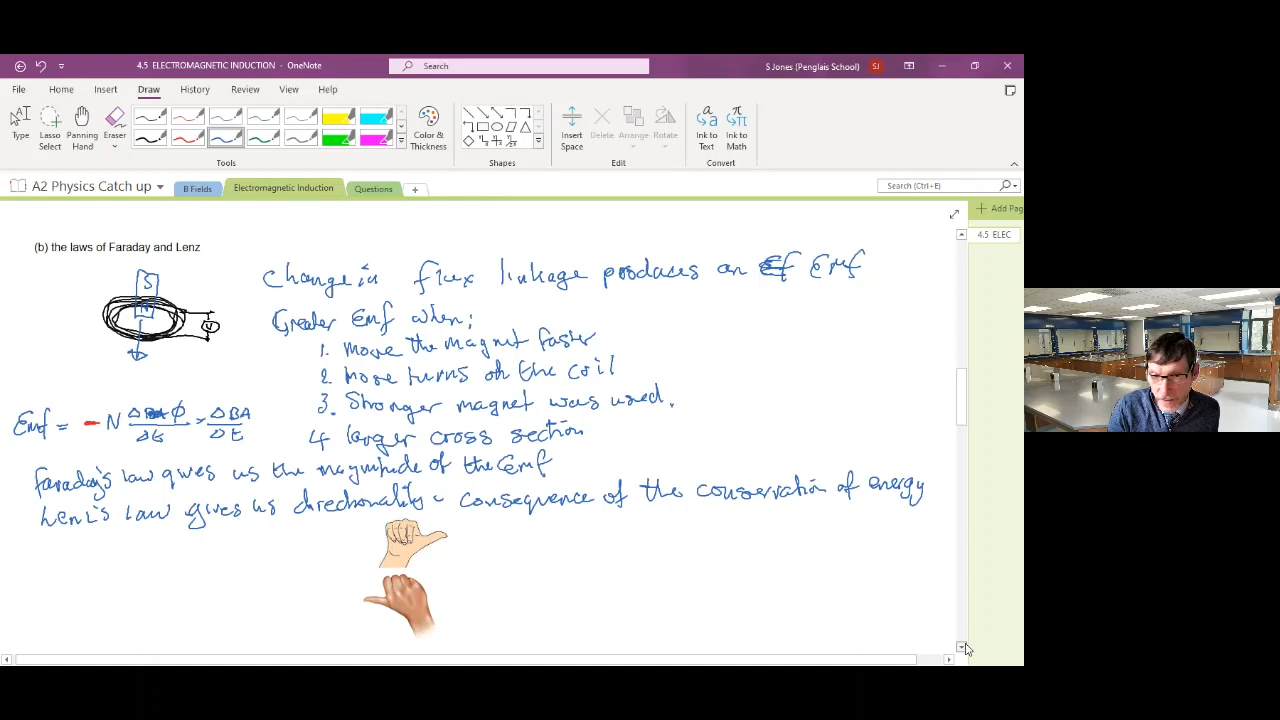 4.5 ELECTROMAGNETIC INDUCTION - OneNote
Search
S Jones (Penglais School)
SJ
File Home Insert Draw History Review View Help
Type
Lasso Select
Panning Hand
Eraser
Color & Thickness
Insert Space
Delete
Arrange
Rotate
Ink to Text
Ink to Math
Tools
Shapes
Edit
Convert
A2 Physics Catch up
B Fields
Electromagnetic Induction
Questions
+
Search (Ctrl+E)
+ Add Pag
4.5 ELEC
(b) the laws of Faraday and Lenz
S
N
V
Change in flux linkage produces an Emf
Greater Emf when;
1. Move the magnet faster
2. More turns on the coil
3. Stronger magnet was used.
4 larger cross section
Emf = - N Δ ϕ / Δt > ΔBA / Δt
Faraday's law gives us the magnitude of the Emf
Lenz's law gives us directionality - consequence of the conservation of energy